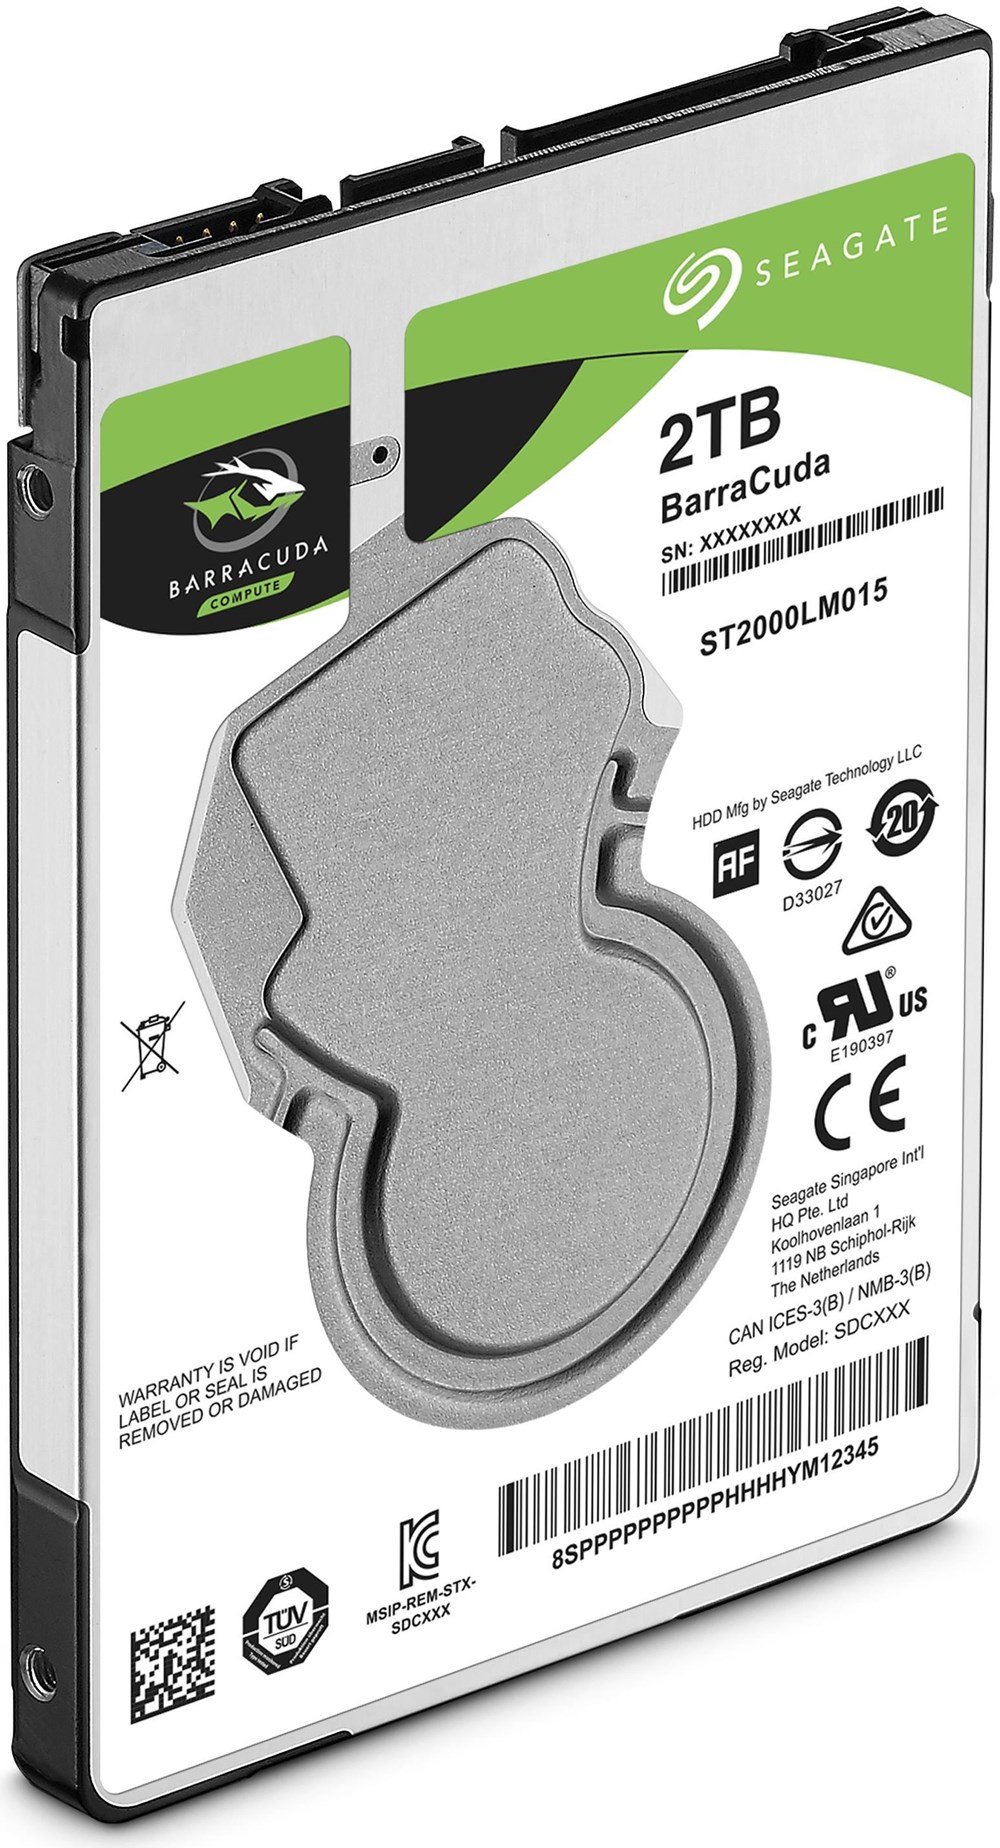 SEAGATE
BARRACUDA
COMPUTE
2TB
BarraCuda
SN: XXXXXXXX
ST2000LM015
HDD Mfg by Seagate Technology LLC
AF
20
D33027
c RU® US
E190397
CE
Seagate Singapore Int'l
HQ Pte. Ltd
Koolhovenlaan 1
1119 NB Schiphol-Rijk
The Netherlands
CAN ICES-3(B) / NMB-3(B)
Reg. Model: SDCXXX
WARRANTY IS VOID IF
LABEL OR SEAL IS
REMOVED OR DAMAGED
8SPPPPPPPPPPHHHHYM12345
MSIP-REM-STX-
SDCXXX
TÜV
SÜD